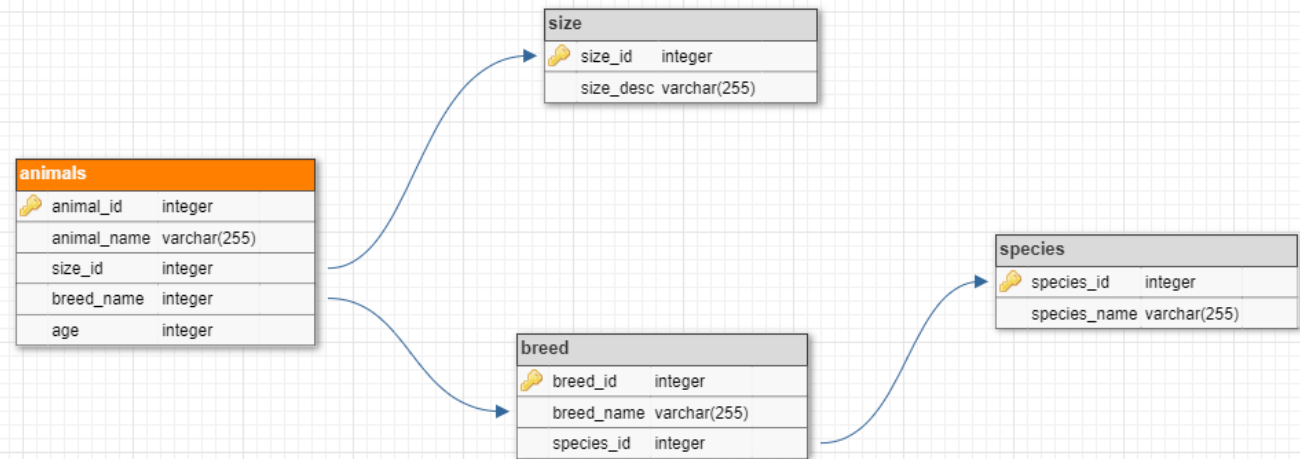 size
size_id integer
size_desc varchar(255)
animals
animal_id integer
animal_name varchar(255)
size_id integer
breed_name integer
age integer
species
species_id integer
species_name varchar(255)
breed
breed_id integer
breed_name varchar(255)
species_id integer